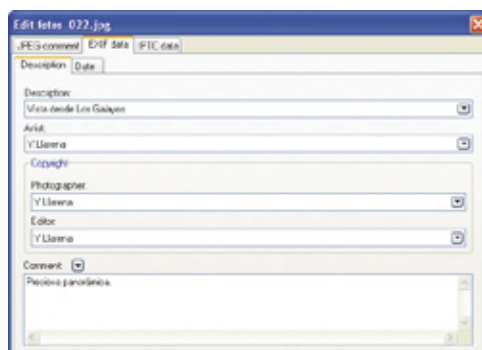 Edit fotos 022.jpg
JPEG comment EXIF data IPTC data
Description Date
Description:
Vista desde Los Galayos
Artist:
Y Llarena
Copyright
Photographer:
Y Llarena
Editor:
Y Llarena
Comment:
Preciosa panorámica.